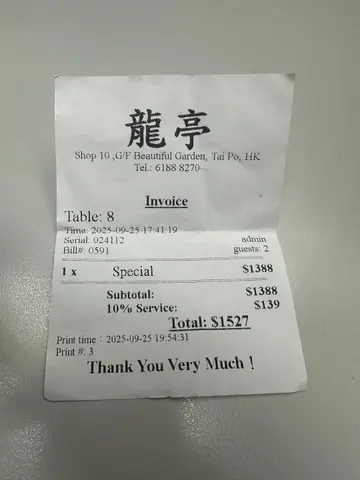 龍亭
Shop 10 ,G/F Beautiful Garden, Tai Po, HK
Tel.: 6188 8270
Invoice
Table: 8
Time: 2025-09-25 17:41:19
Serial: 024112 admin
Bill#: 0591 guests: 2
1 x Special $1388
Subtotal: $1388
10% Service: $139
Total: $1527
Print time : 2025-09-25 19:54:31
Print #: 3
Thank You Very Much !